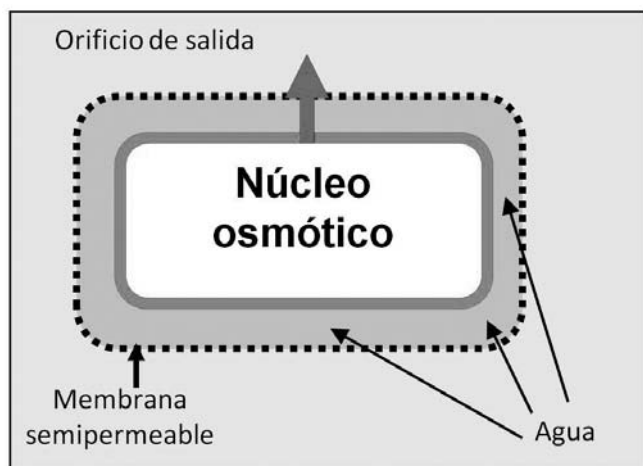 Orificio de salida
Núcleo
osmótico
Membrana
semipermeable
Agua